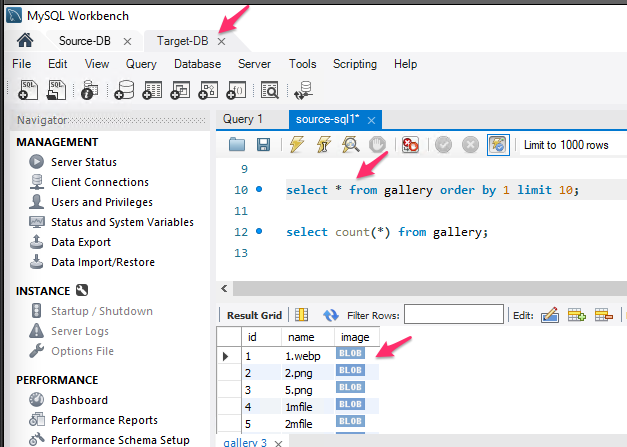 MySQL Workbench
Source-DB Target-DB
File Edit View Query Database Server Tools Scripting Help
SQL SQL
Navigator
Query 1 source-sql1*
MANAGEMENT
Server Status
Client Connections
Users and Privileges
Status and System Variables
Data Export
Data Import/Restore
INSTANCE
Startup / Shutdown
Server Logs
Options File
PERFORMANCE
Dashboard
Performance Reports
Performance Schema Setup
Limit to 1000 rows
9
10 select * from gallery order by 1 limit 10;
11
12 select count(*) from gallery;
13
Result Grid Filter Rows: Edit:
id name image
1 1.webp BLOB
2 2.png BLOB
3 5.png BLOB
4 1mfile BLOB
5 2mfile BLOB
gallery 3